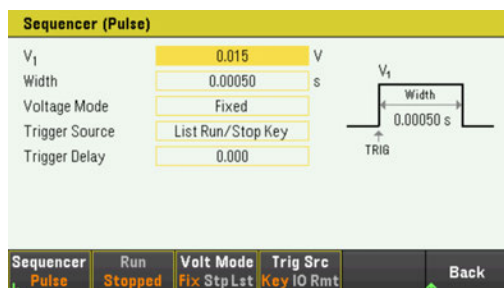 Sequencer (Pulse)
V1 0.015 V
Width 0.00050 s
Voltage Mode Fixed
Trigger Source List Run/Stop Key
Trigger Delay 0.000
V1
Width
0.00050 s
TRIG
Sequencer Run Volt Mode Trig Src
Pulse Stopped Fix Stp Lst Key IO Rmt Back